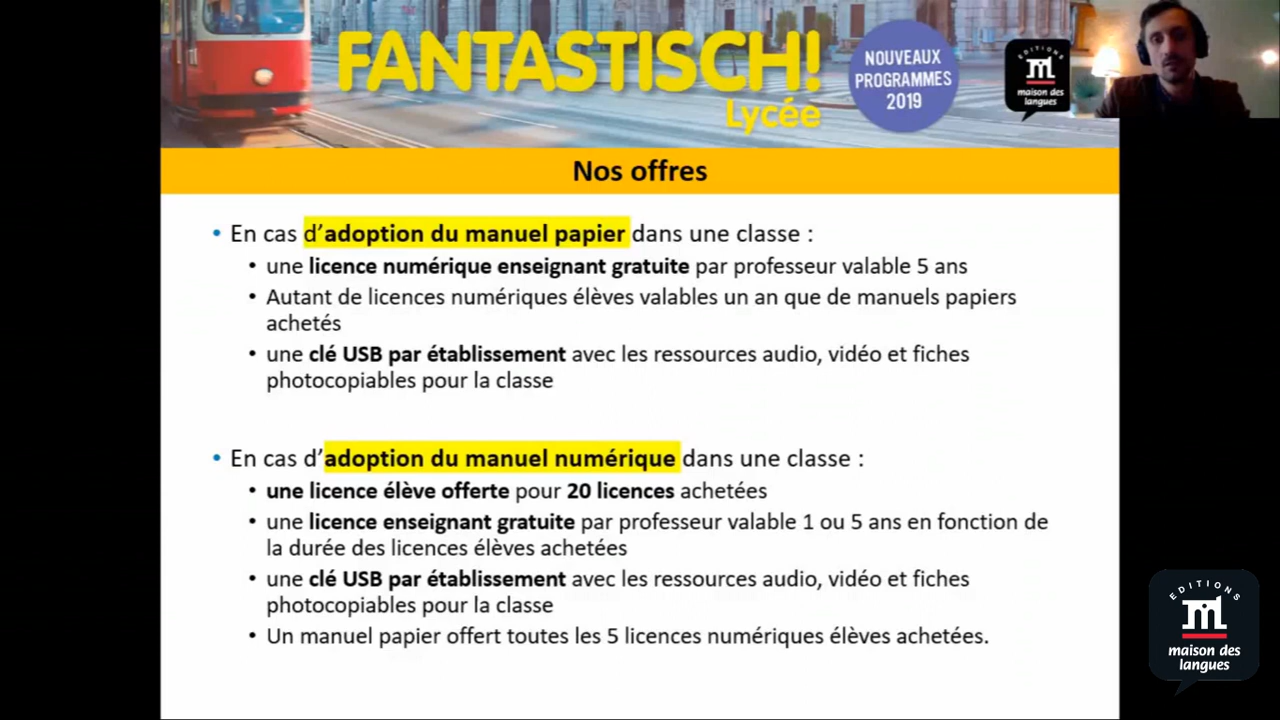 FANTASTISCH!
Lycée
NOUVEAUX
PROGRAMMES
2019
EDITIONS
maison des
langues
Nos offres
• En cas d'adoption du manuel papier dans une classe :
• une licence numérique enseignant gratuite par professeur valable 5 ans
• Autant de licences numériques élèves valables un an que de manuels papiers
achetés
• une clé USB par établissement avec les ressources audio, vidéo et fiches
photocopiables pour la classe
• En cas d'adoption du manuel numérique dans une classe :
• une licence élève offerte pour 20 licences achetées
• une licence enseignant gratuite par professeur valable 1 ou 5 ans en fonction de
la durée des licences élèves achetées
• une clé USB par établissement avec les ressources audio, vidéo et fiches
photocopiables pour la classe
• Un manuel papier offert toutes les 5 licences numériques élèves achetées.
EDITIONS
maison des
langues